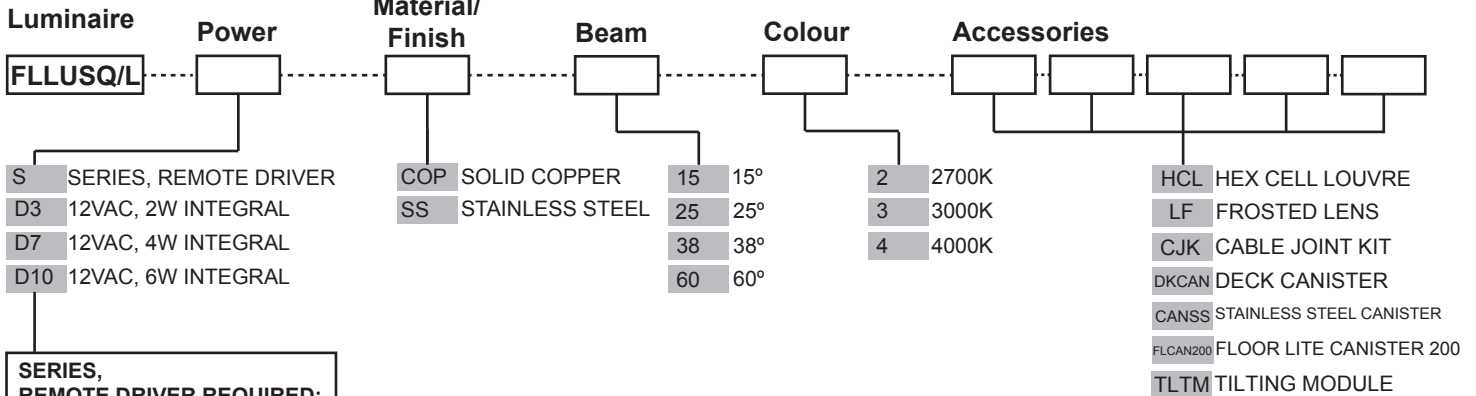 Luminaire
Power
Material/
Finish
Beam
Colour
Accessories
FLLUSQ/L
S SERIES, REMOTE DRIVER
D3 12VAC, 2W INTEGRAL
D7 12VAC, 4W INTEGRAL
D10 12VAC, 6W INTEGRAL
COP SOLID COPPER
SS STAINLESS STEEL
15 15º
25 25º
38 38º
60 60º
2 2700K
3 3000K
4 4000K
HCL HEX CELL LOUVRE
LF FROSTED LENS
CJK CABLE JOINT KIT
DKCAN DECK CANISTER
CANSS STAINLESS STEEL CANISTER
FLCAN200 FLOOR LITE CANISTER 200
TLTM TILTING MODULE
SERIES,
REMOTE DRIVER REQUIRED: